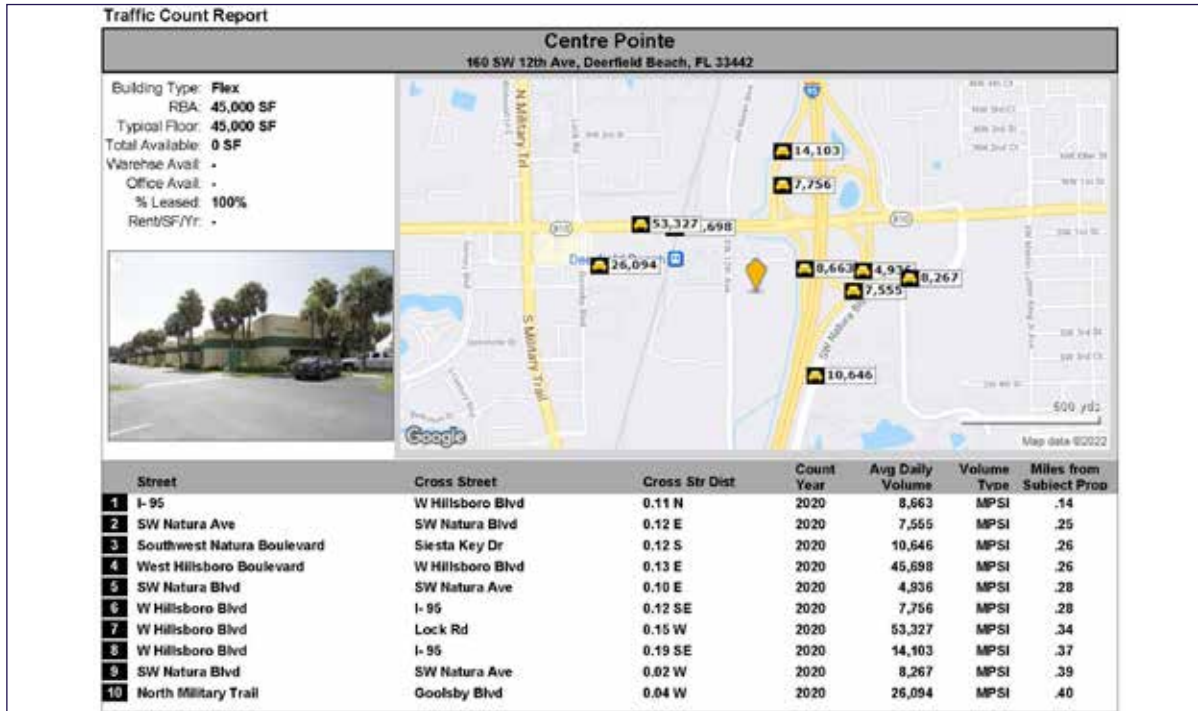 Traffic Count Report
Centre Pointe
160 SW 12th Ave, Deerfield Beach, FL 33442
Building Type: Flex
RBA: 45,000 SF
Typical Floor: 45,000 SF
Total Available: 0 SF
Warehse Avail: -
Office Avail: -
% Leased: 100%
Rent/SF/Yr: -
N Military Trl
Lock Rd
95
14,103
7,756
810
53,327
,698
810
26,094
8,663
4,936
8,267
7,555
S Military Trail
SW Natura Bl
10,646
500 yds
Google
Map data ©2022
Street Cross Street Cross Str Dist Count Year Avg Daily Volume Volume Type Miles from Subject Prop
1 I- 95 W Hillsboro Blvd 0.11 N 2020 8,663 MPSI .14
2 SW Natura Ave SW Natura Blvd 0.12 E 2020 7,555 MPSI .25
3 Southwest Natura Boulevard Siesta Key Dr 0.12 S 2020 10,646 MPSI .26
4 West Hillsboro Boulevard W Hillsboro Blvd 0.13 E 2020 45,698 MPSI .26
5 SW Natura Blvd SW Natura Ave 0.10 E 2020 4,936 MPSI .28
6 W Hillsboro Blvd I- 95 0.12 SE 2020 7,756 MPSI .28
7 W Hillsboro Blvd Lock Rd 0.15 W 2020 53,327 MPSI .34
8 W Hillsboro Blvd I- 95 0.19 SE 2020 14,103 MPSI .37
9 SW Natura Blvd SW Natura Ave 0.02 W 2020 8,267 MPSI .39
10 North Military Trail Goolsby Blvd 0.04 W 2020 26,094 MPSI .40